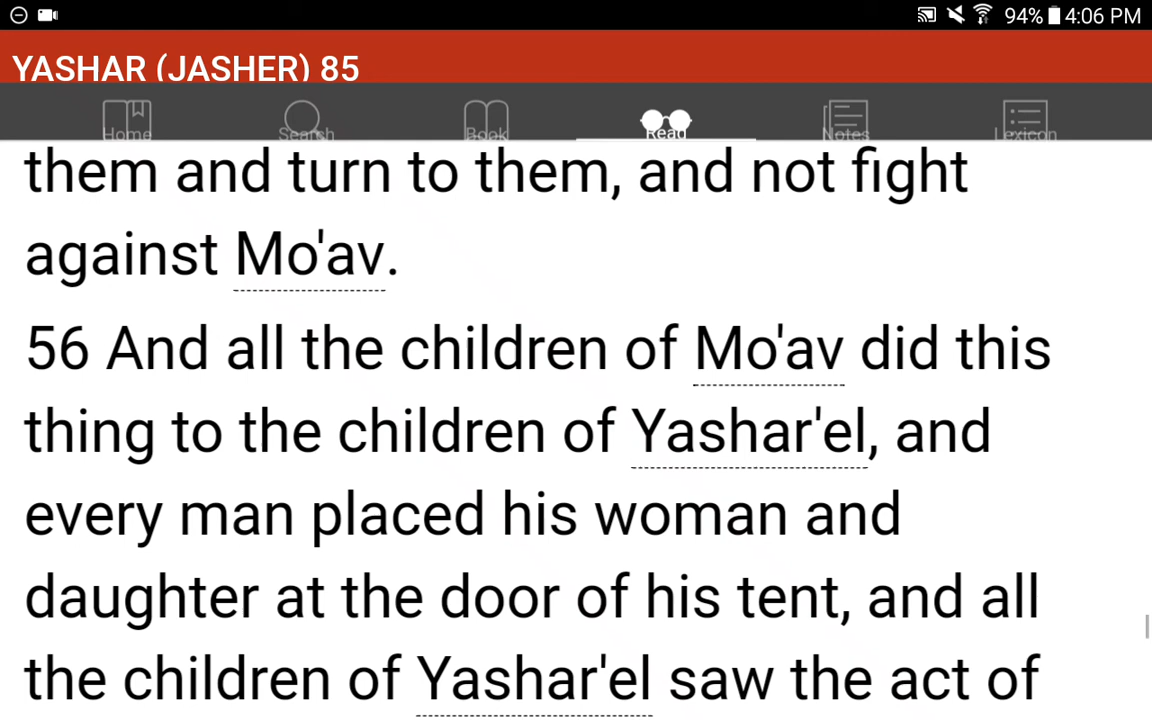 94% 4:06 PM
YASHAR (JASHER) 85
Home Search Book Read Notes Lexicon
them and turn to them, and not fight
against Mo'av.
56 And all the children of Mo'av did this
thing to the children of Yashar'el, and
every man placed his woman and
daughter at the door of his tent, and all
the children of Yashar'el saw the act of